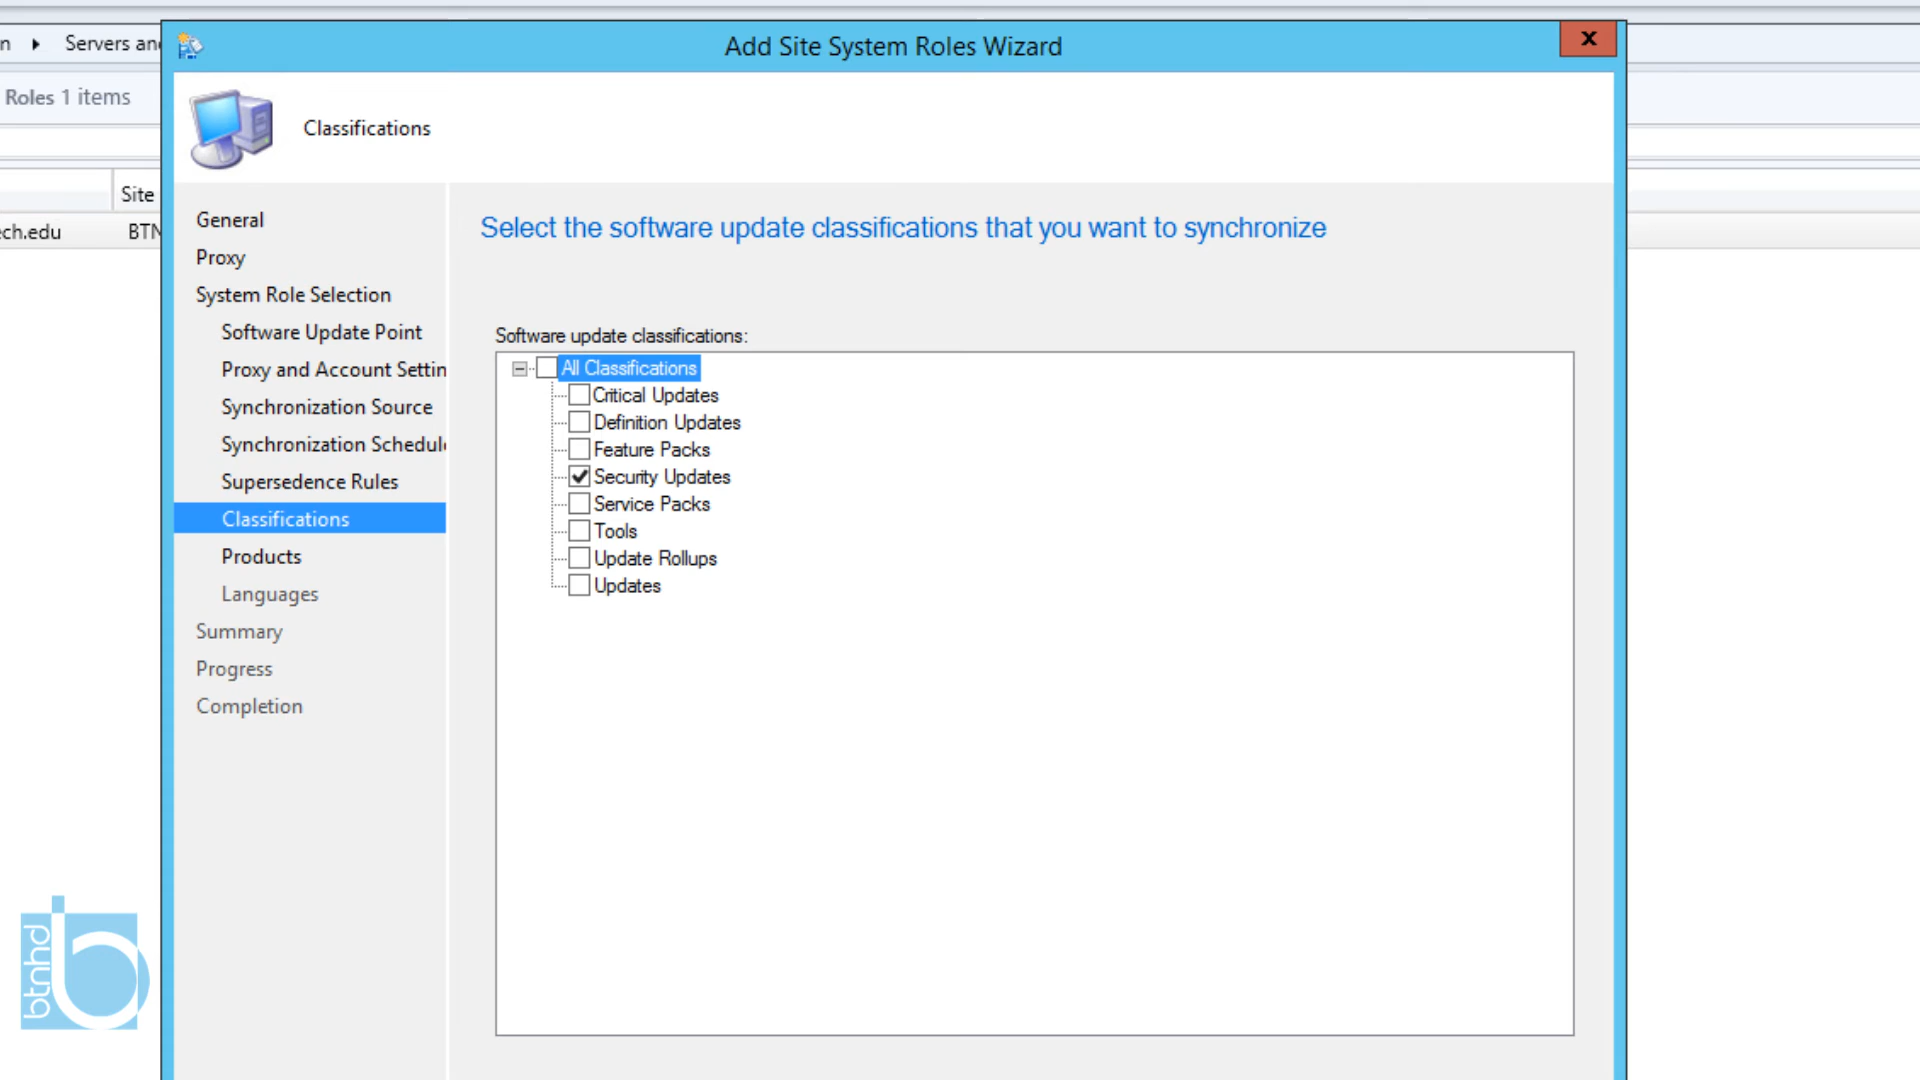 Add Site System Roles Wizard
x
n Servers and
Roles 1 items
Classifications
Site
ech.edu BTN
General
Proxy
System Role Selection
Software Update Point
Proxy and Account Settin
Synchronization Source
Synchronization Schedule
Supersedence Rules
Classifications
Products
Languages
Summary
Progress
Completion
Select the software update classifications that you want to synchronize
Software update classifications:
All Classifications
Critical Updates
Definition Updates
Feature Packs
Security Updates
Service Packs
Tools
Update Rollups
Updates
btnhd
b